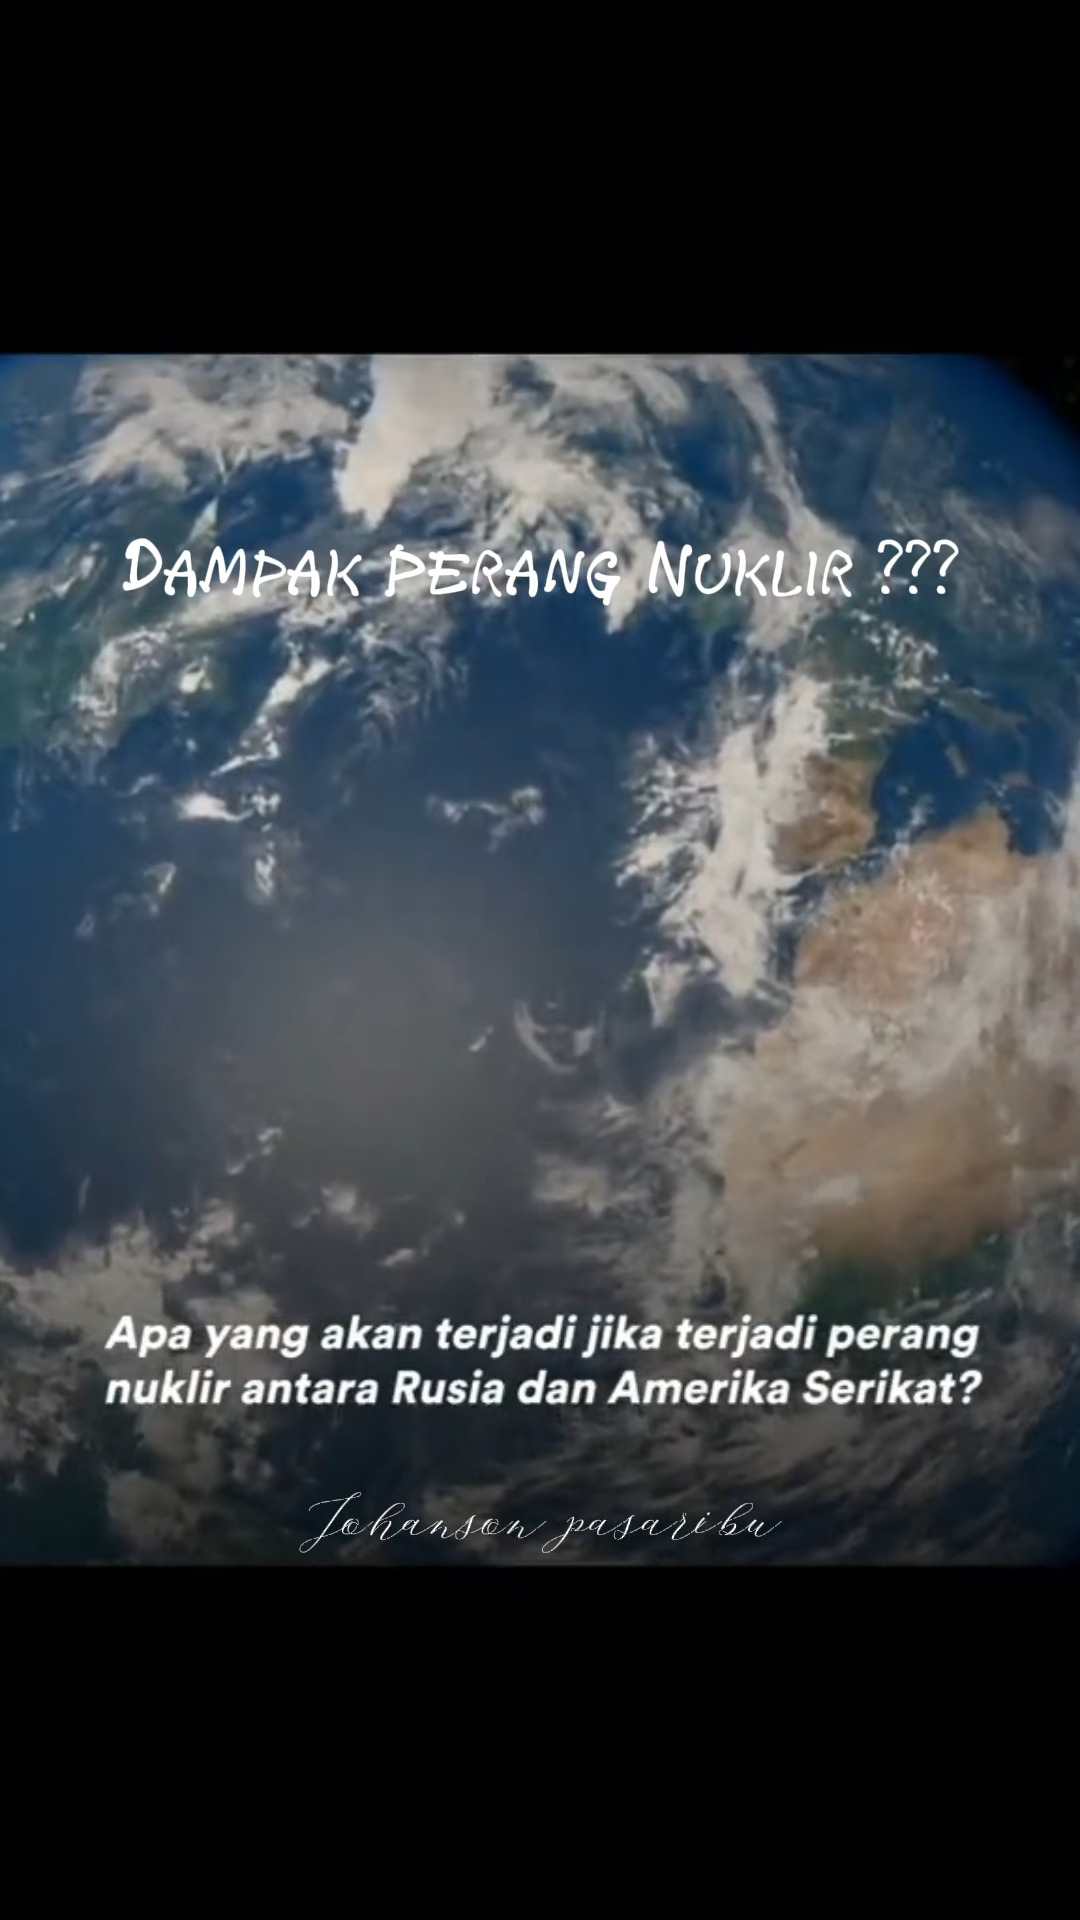 DAMPAK PERANG NUKLIR ???
Apa yang akan terjadi jika terjadi perang
nuklir antara Rusia dan Amerika Serikat?
Johanson pasaribu